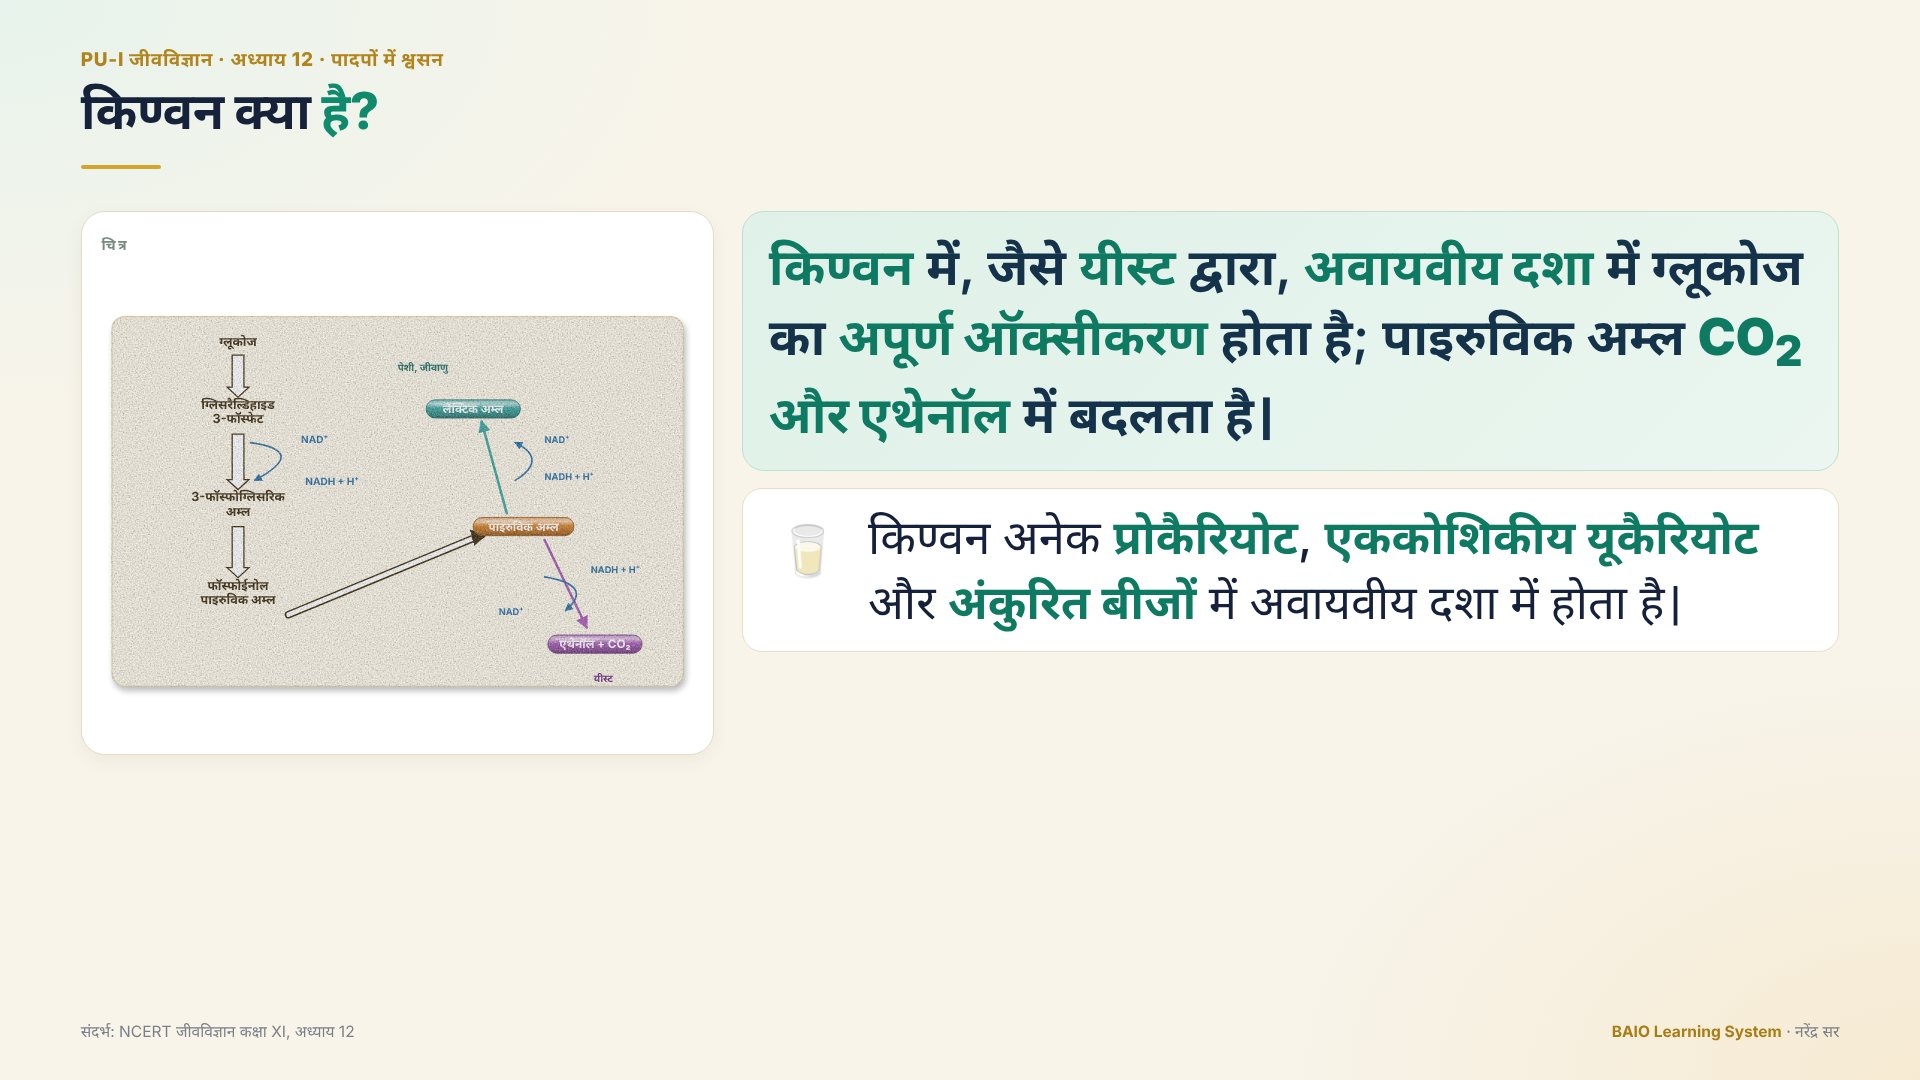 PU-I जीवविज्ञान · अध्याय 12 · पादपों में श्वसन
किण्वन क्या है?
चित्र
ग्लूकोज
ग्लिसरैल्डिहाइड
3-फॉस्फेट
NAD⁺
NADH + H⁺
3-फॉस्फोग्लिसरिक
अम्ल
फॉस्फोईनोल
पाइरुविक अम्ल
पेशी, जीवाणु
लैक्टिक अम्ल
NAD⁺
NADH + H⁺
पाइरुविक अम्ल
NADH + H⁺
NAD⁺
एथेनॉल + CO₂
यीस्ट
किण्वन में, जैसे यीस्ट द्वारा, अवायवीय दशा में ग्लूकोज
का अपूर्ण ऑक्सीकरण होता है; पाइरुविक अम्ल CO₂
और एथेनॉल में बदलता है|
किण्वन अनेक प्रोकैरियोट, एककोशिकीय यूकैरियोट
और अंकुरित बीजों में अवायवीय दशा में होता है|
संदर्भ: NCERT जीवविज्ञान कक्षा XI, अध्याय 12
BAIO Learning System · नरेंद्र सर